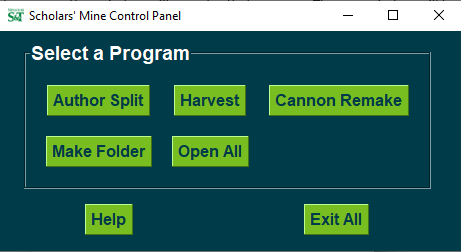 Scholars' Mine Control Panel
Select a Program
Author Split Harvest Cannon Remake
Make Folder Open All
Help Exit All